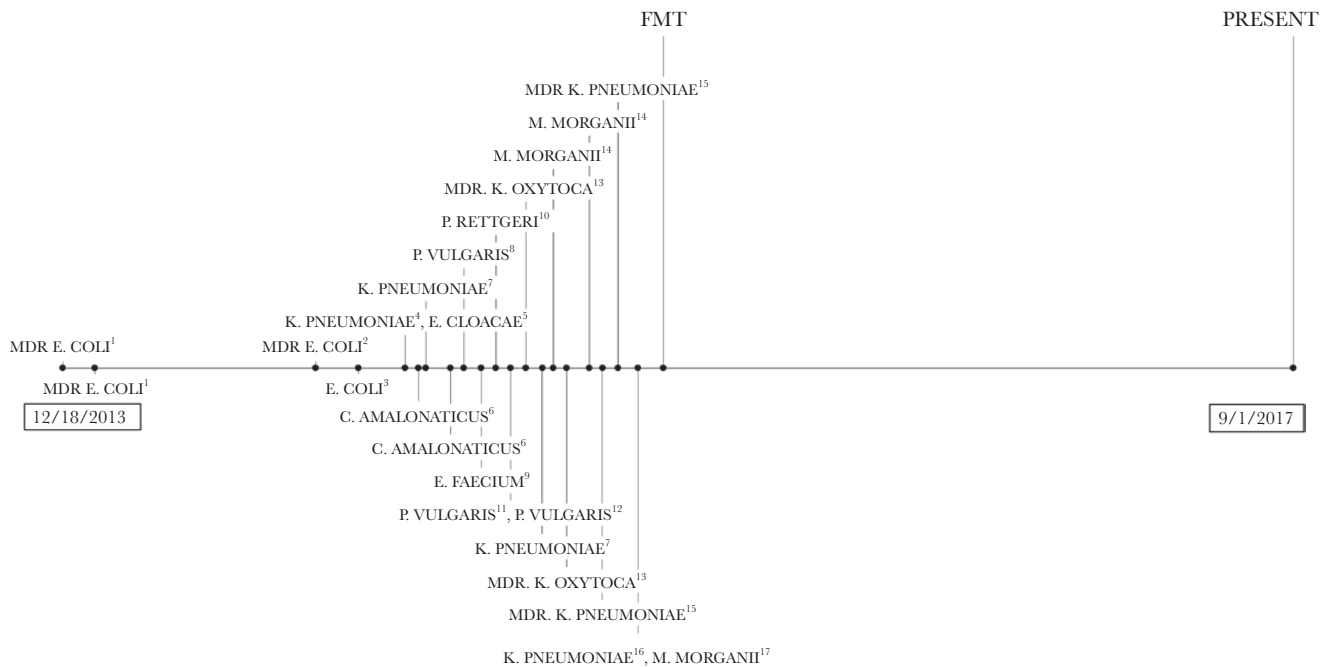 FMT
PRESENT
MDR K. PNEUMONIAE¹⁵
M. MORGANII¹⁴
M. MORGANII¹⁴
MDR. K. OXYTOCA¹³
P. RETTGERI¹⁰
P. VULGARIS⁸
K. PNEUMONIAE⁷
K. PNEUMONIAE⁴, E. CLOACAE⁵
MDR E. COLI¹
MDR E. COLI²
MDR E. COLI¹
E. COLI³
12/18/2013
9/1/2017
C. AMALONATICUS⁶
C. AMALONATICUS⁶
E. FAECIUM⁹
P. VULGARIS¹¹, P. VULGARIS¹²
K. PNEUMONIAE⁷
MDR. K. OXYTOCA¹³
MDR. K. PNEUMONIAE¹⁵
K. PNEUMONIAE¹⁶, M. MORGANII¹⁷